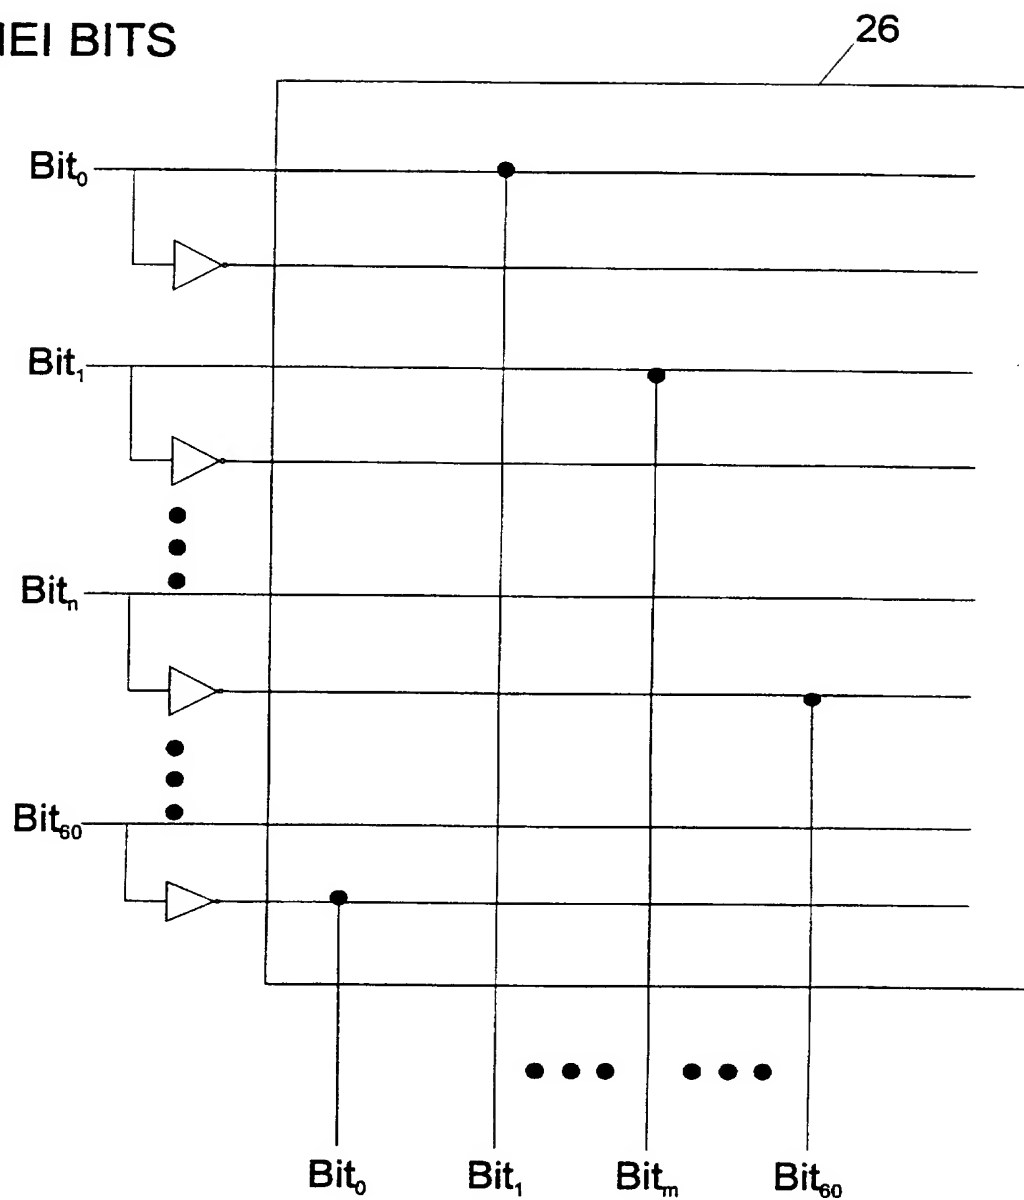 IEI BITS
26
Bit₀
Bit₁
Bitₙ
Bit₆₀
Bit₀ Bit₁ Bitₘ Bit₆₀